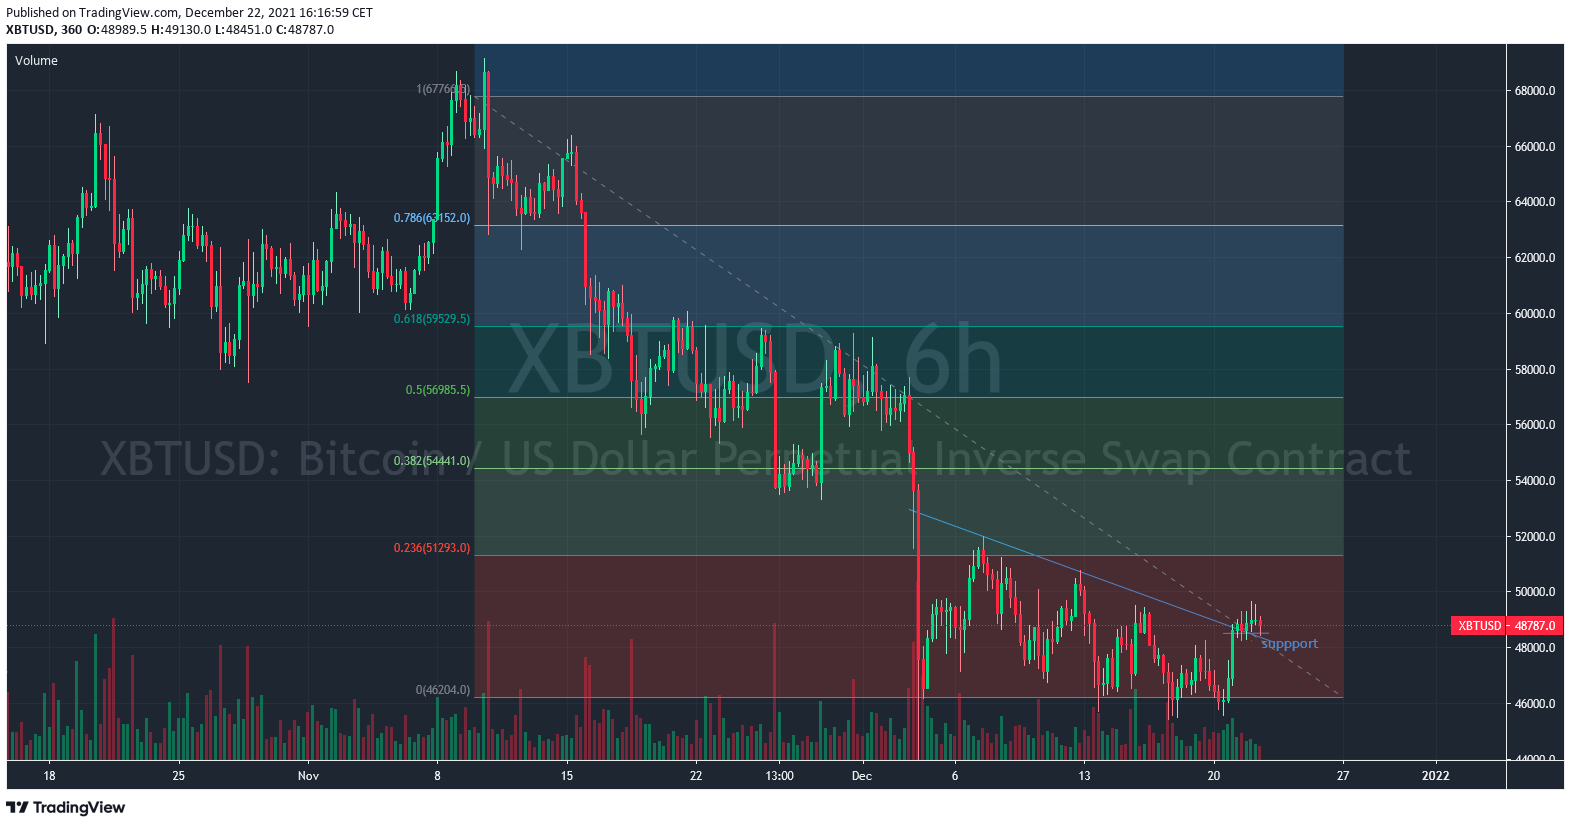 Published on TradingView.com, December 22, 2021 16:16:59 CET
XBTUSD, 360 O:48989.5 H:49130.0 L:48451.0 C:48787.0
Volume
1(67766.5)
0.786(63152.0)
0.618(59529.5)
0.5(56985.5)
0.382(54441.0)
0.236(51293.0)
0(46204.0)
XBTUSD, 6h
XBTUSD: Bitcoin / US Dollar Perpetual Inverse Swap Contract
suppport
68000.0
66000.0
64000.0
62000.0
60000.0
58000.0
56000.0
54000.0
52000.0
50000.0
XBTUSD 48787.0
48000.0
46000.0
44000.0
18 25 Nov 8 15 22 13:00 Dec 6 13 20 27 2022
TradingView